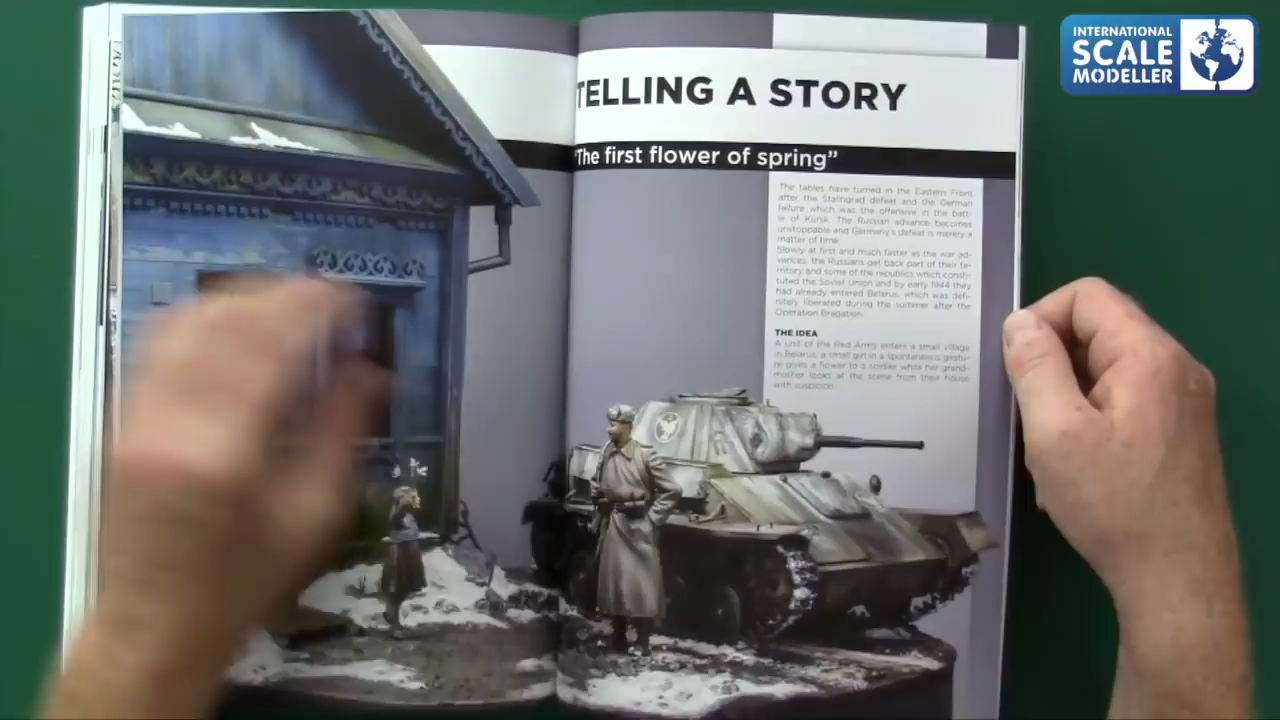 INTERNATIONAL
SCALE
MODELLER
TELLING A STORY
"The first flower of spring"
The tables have turned in the Eastern Front
after the Stalingrad defeat and the German
failure which was the offensive in the batt-
le of Kursk. The Russian advance becomes
unstoppable and Germany's defeat is merely a
matter of time.
Slowly at first and much faster as the war ad-
vances, the Russians get back part of their te-
rritory and some of the republics which consti-
tuted the Soviet Union and by early 1944 they
had already entered Belarus, which was defi-
nitely liberated during the summer after the
Operation Bragation.
THE IDEA
A unit of the Red Army enters a small village
in Belarus, a small girl in a spontaneous gestu-
re gives a flower to a soldier while her grand-
mother looks at the scene from their house
with suspicion.